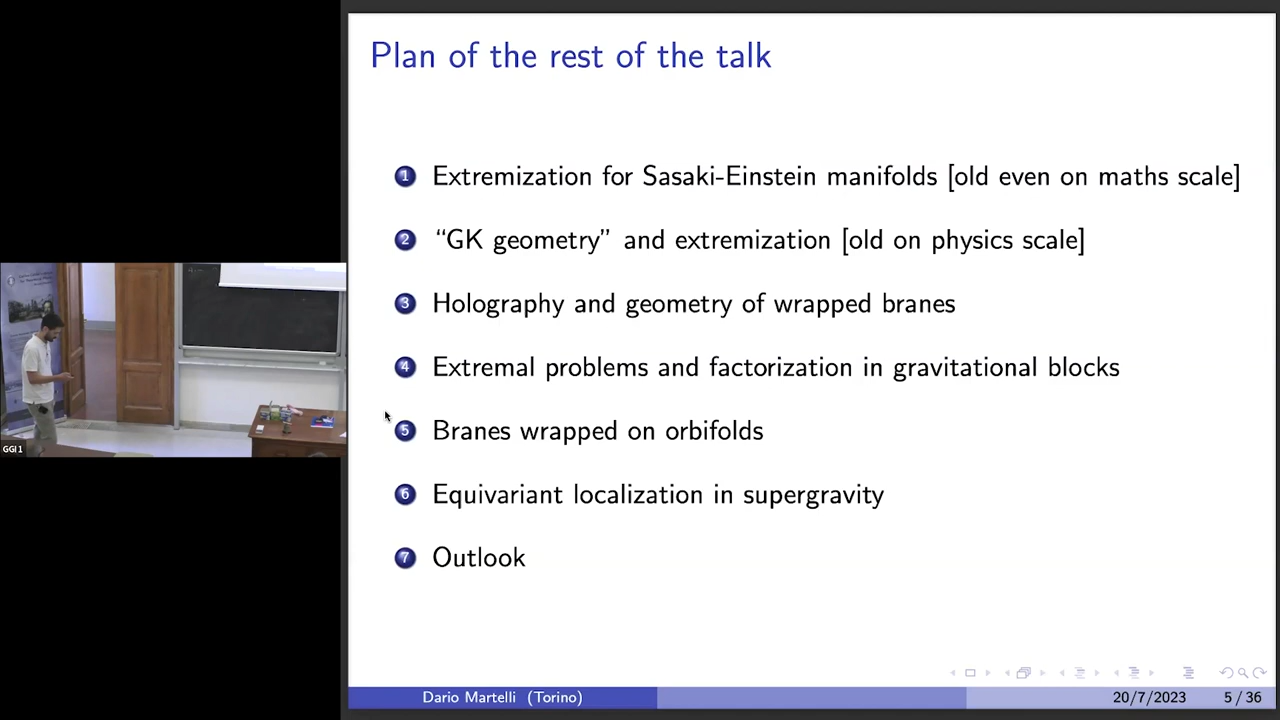 Plan of the rest of the talk
1 Extremization for Sasaki-Einstein manifolds [old even on maths scale]
2 “GK geometry” and extremization [old on physics scale]
3 Holography and geometry of wrapped branes
4 Extremal problems and factorization in gravitational blocks
5 Branes wrapped on orbifolds
6 Equivariant localization in supergravity
7 Outlook
GGI 1
Dario Martelli (Torino) 20/7/2023 5 / 36